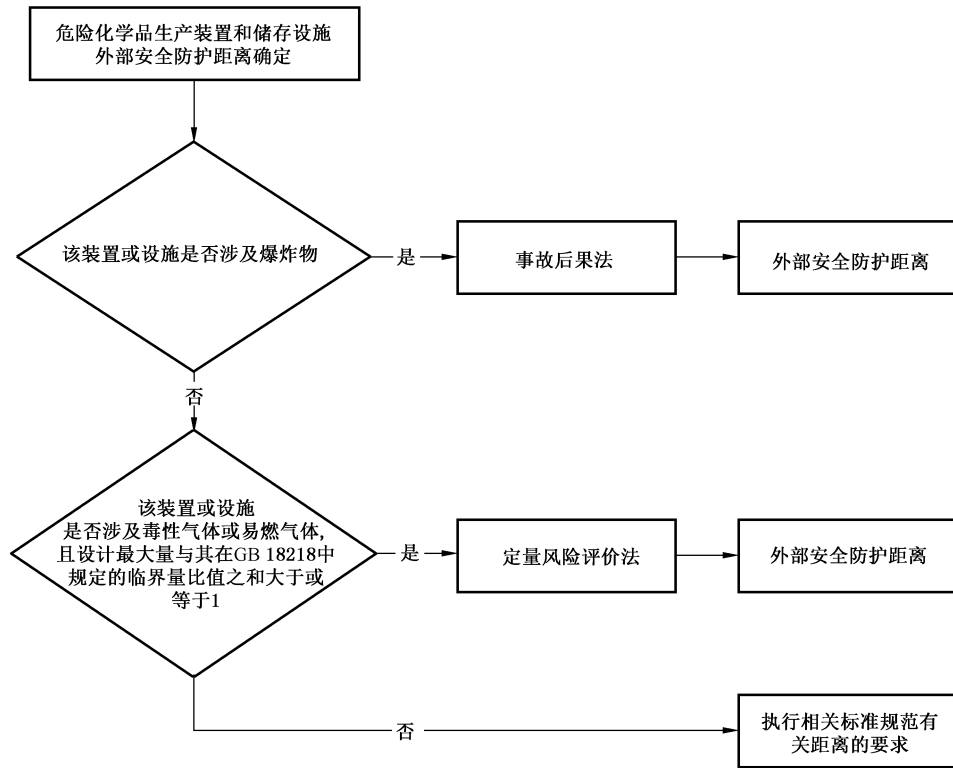 危险化学品生产装置和储存设施
外部安全防护距离确定
该装置或设施是否涉及爆炸物
是
事故后果法
外部安全防护距离
否
该装置或设施
是否涉及毒性气体或易燃气体,
且设计最大量与其在GB 18218中
规定的临界量比值之和大于或
等于1
是
定量风险评价法
外部安全防护距离
否
执行相关标准规范有
关距离的要求